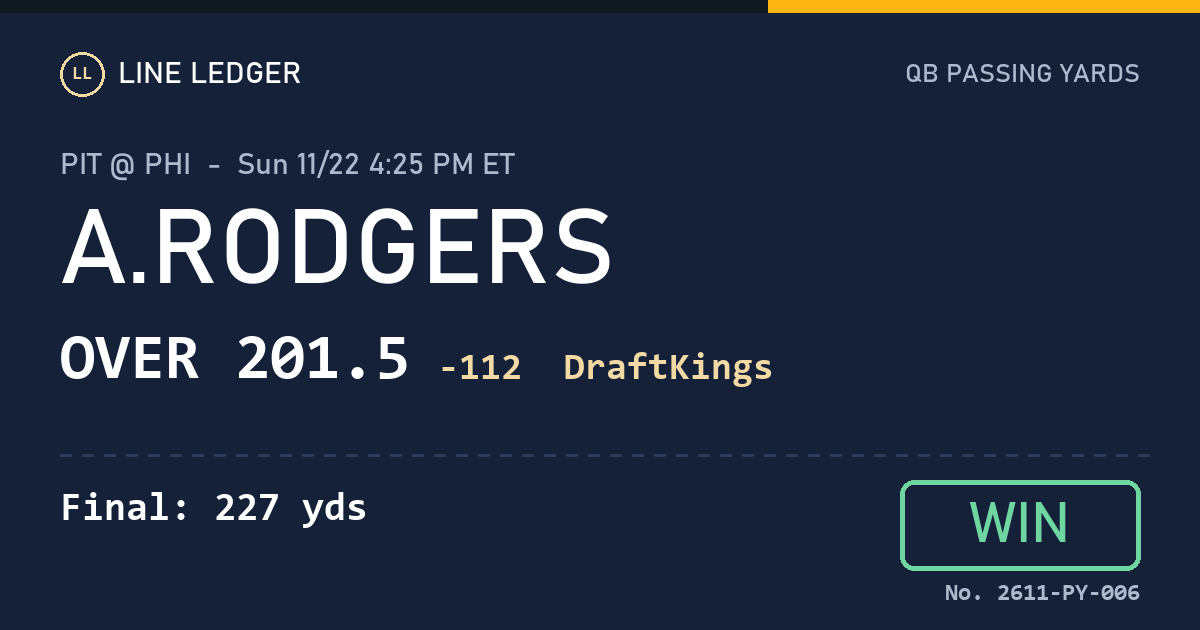 LL LINE LEDGER
QB PASSING YARDS
PIT @ PHI - Sun 11/22 4:25 PM ET
A.RODGERS
OVER 201.5 -112 DraftKings
Final: 227 yds
WIN
No. 2611-PY-006